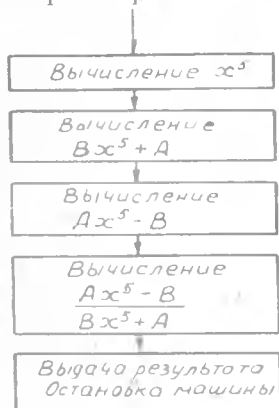 Вычисление x⁵
Вычисление
Bx⁵ + A
Вычисление
Ax⁵ - B
Вычисление
Ax⁵ - B
Bx⁵ + A
Выдача результата
Остановка машины